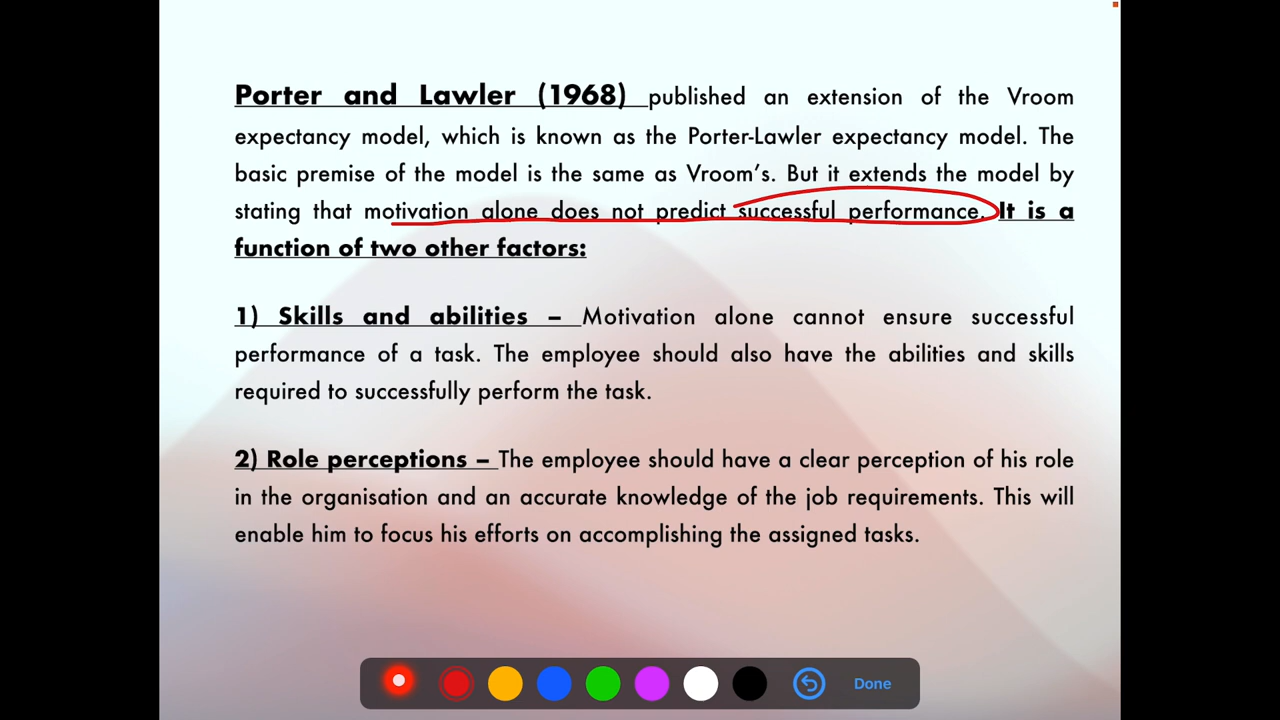 Porter and Lawler (1968) published an extension of the Vroom
expectancy model, which is known as the Porter-Lawler expectancy model. The
basic premise of the model is the same as Vroom's. But it extends the model by
stating that motivation alone does not predict successful performance. It is a
function of two other factors:
1) Skills and abilities – Motivation alone cannot ensure successful
performance of a task. The employee should also have the abilities and skills
required to successfully perform the task.
2) Role perceptions – The employee should have a clear perception of his role
in the organisation and an accurate knowledge of the job requirements. This will
enable him to focus his efforts on accomplishing the assigned tasks.
Done